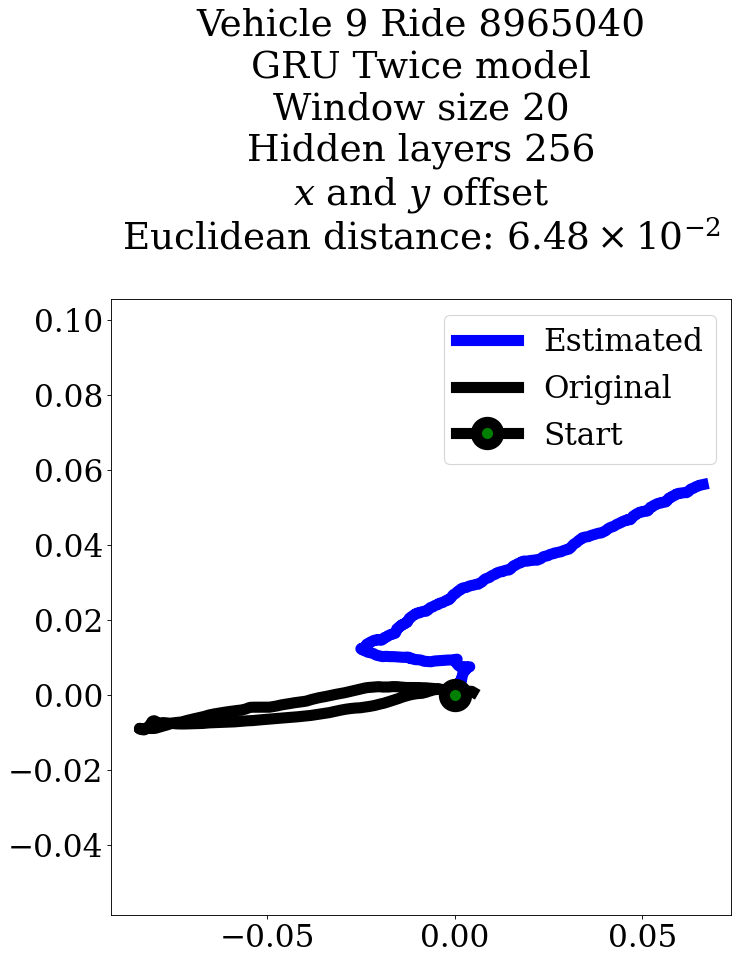 Vehicle 9 Ride 8965040
GRU Twice model
Window size 20
Hidden layers 256
x and y offset
Euclidean distance: 6.48 × 10⁻²
0.10
0.08
0.06
0.04
0.02
0.00
−0.02
−0.04
Estimated
Original
Start
−0.05
0.00
0.05